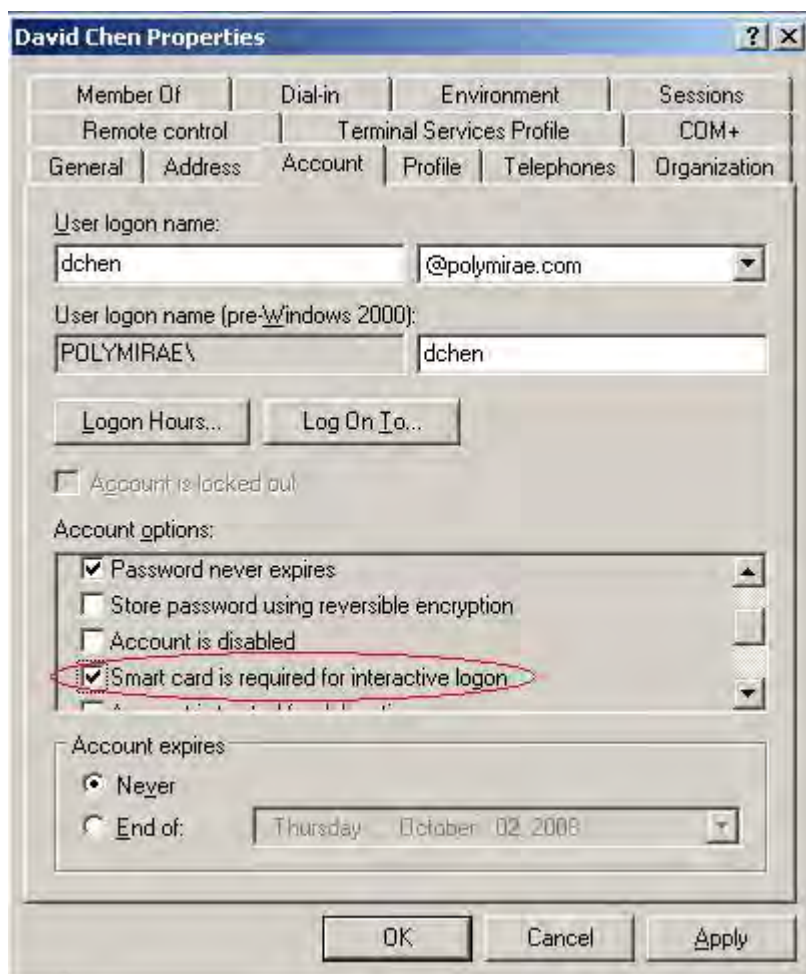 David Chen Properties
Member Of Dial-in Environment Sessions
Remote control Terminal Services Profile COM+
General Address Account Profile Telephones Organization
User logon name:
dchen @polymirae.com
User logon name (pre-Windows 2000):
POLYMIRAE\ dchen
Logon Hours... Log On To...
Account is locked out
Account options:
Password never expires
Store password using reversible encryption
Account is disabled
Smart card is required for interactive logon
Account expires
Never
End of: Thursday October 02, 2008
OK Cancel Apply